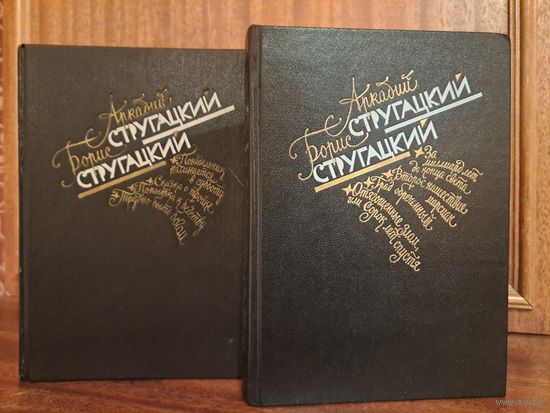 Аркадий
СТРУГАЦКИЙ
Борис
СТРУГАЦКИЙ
Понедельник
начинается в субботу
Сказка о тройке
Попытка к бегству
Трудно быть богом
Аркадий
СТРУГАЦКИЙ
Борис
СТРУГАЦКИЙ
За
миллиард лет
до конца света
Второе нашествие
марсиан
Град обреченный
Отягощенные злом,
или Сорок лет спустя